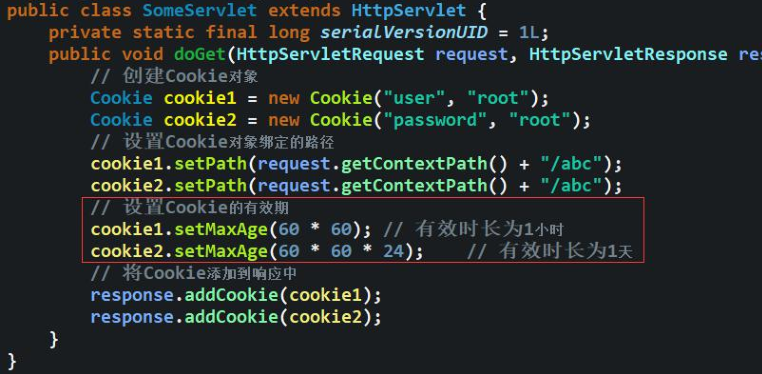 public class SomeServlet extends HttpServlet {
private static final long serialVersionUID = 1L;
public void doGet(HttpServletRequest request, HttpServletResponse res
// 创建Cookie对象
Cookie cookie1 = new Cookie("user", "root");
Cookie cookie2 = new Cookie("password", "root");
// 设置Cookie对象绑定的路径
cookie1.setPath(request.getContextPath() + "/abc");
cookie2.setPath(request.getContextPath() + "/abc");
// 设置Cookie的有效期
cookie1.setMaxAge(60 * 60); // 有效时长为1小时
cookie2.setMaxAge(60 * 60 * 24); // 有效时长为1天
// 将Cookie添加到响应中
response.addCookie(cookie1);
response.addCookie(cookie2);
}
}